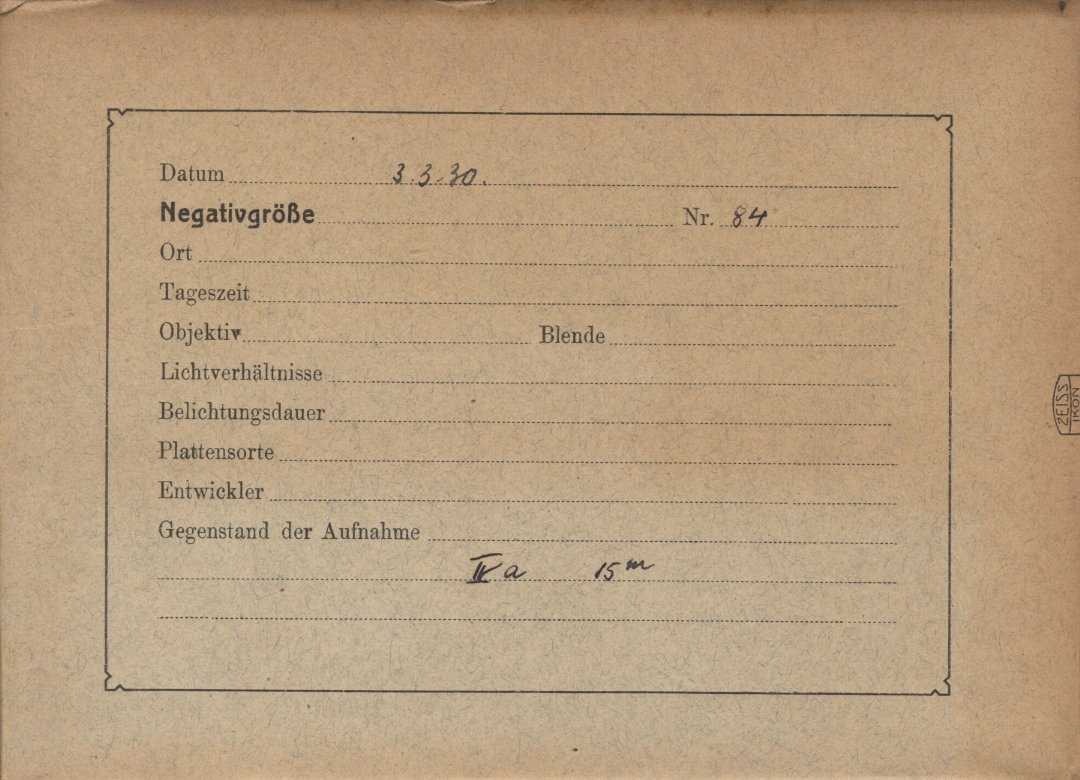 Datum 3.3.30.
Negativgröße Nr. 84
Ort
Tageszeit
Objektiv Blende
Lichtverhältnisse
Belichtungsdauer
Plattensorte
Entwickler
Gegenstand der Aufnahme
IVa 15m
ZEISS
IKON